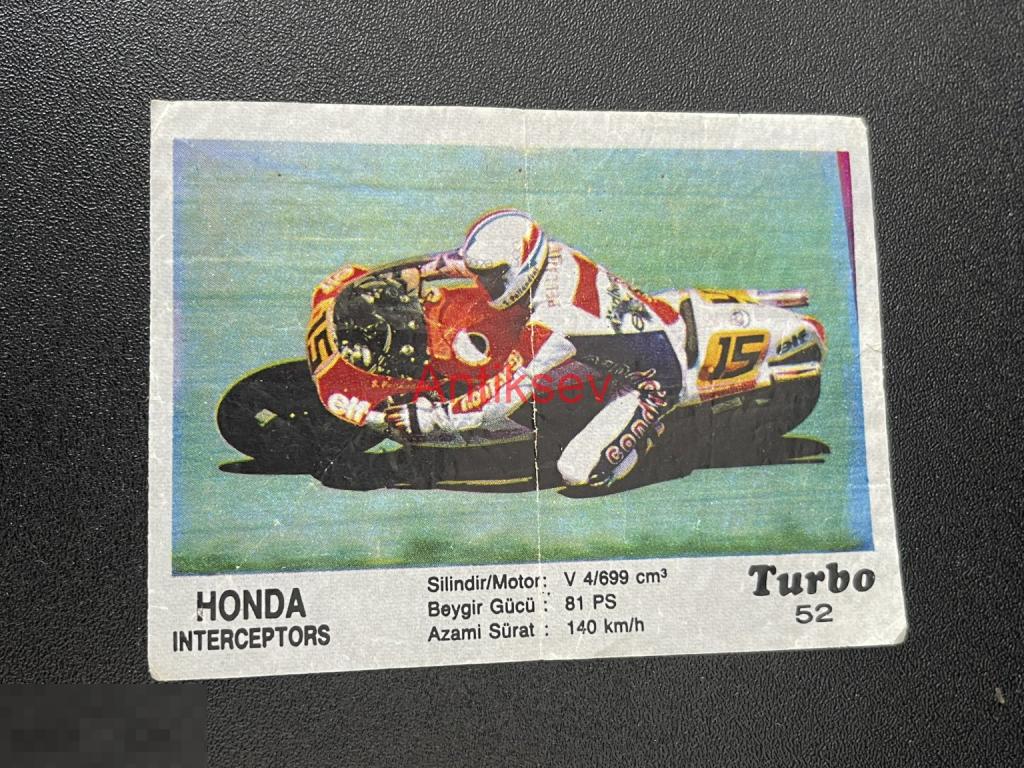 15
elf
15
elf
Antiksev
HONDA
INTERCEPTORS
Silindir/Motor: V 4/699 cm³
Beygir Gücü : 81 PS
Azami Sürat : 140 km/h
Turbo
52